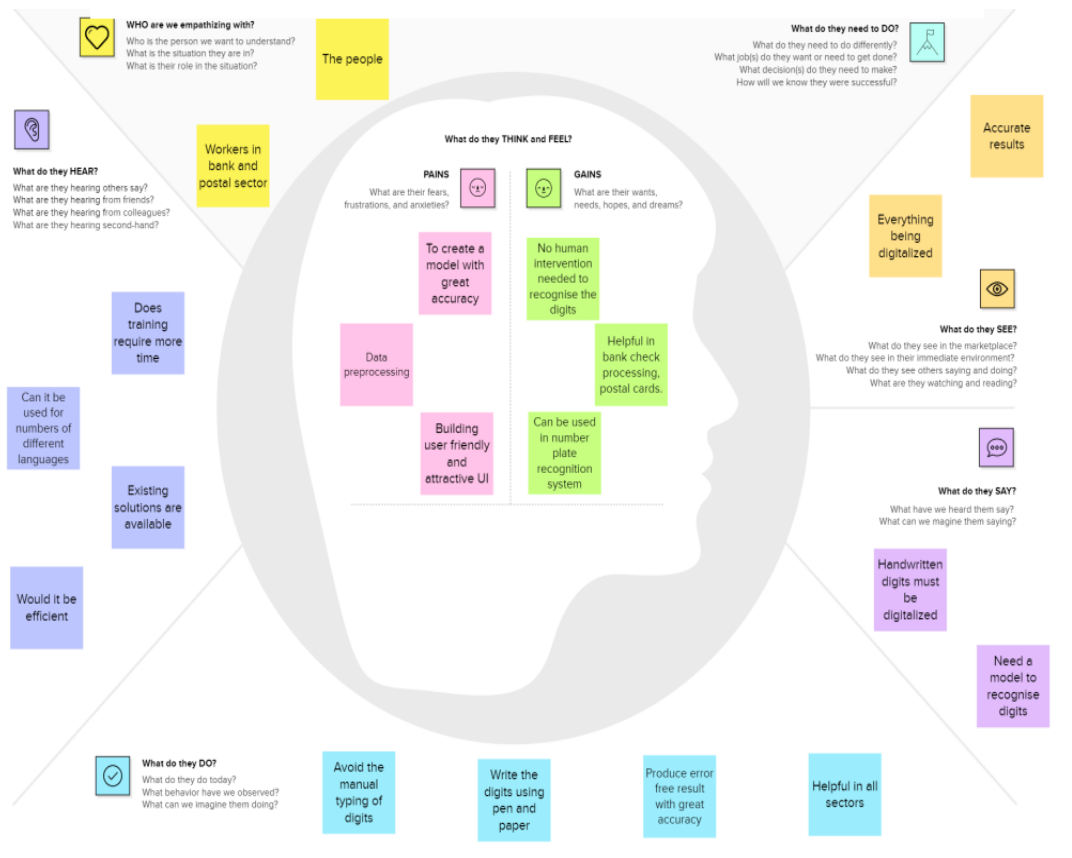 WHO are we empathizing with?
Who is the person we want to understand?
What is the situation they are in?
What is their role in the situation?
The people
Workers in
bank and
postal sector
What do they need to DO?
What do they need to do differently?
What job(s) do they want or need to get done?
What decision(s) do they need to make?
How will we know they were successful?
Accurate
results
Everything
being
digitalized
What do they HEAR?
What are they hearing others say?
What are they hearing from friends?
What are they hearing from colleagues?
What are they hearing second-hand?
Does
training
require more
time
Can it be
used for
numbers of
different
languages
Existing
solutions are
available
Would it be
efficient
What do they THINK and FEEL?
PAINS
What are their fears,
frustrations, and anxieties?
To create a
model with
great
accuracy
Data
preprocessing
Building
user friendly
and
attractive UI
GAINS
What are their wants,
needs, hopes, and dreams?
No human
intervention
needed to
recognise the
digits
Helpful in
bank check
processing,
postal cards.
Can be used
in number
plate
recognition
system
What do they SEE?
What do they see in the marketplace?
What do they see in their immediate environment?
What do they see others saying and doing?
What are they watching and reading?
What do they SAY?
What have we heard them say?
What can we magine them saying?
Handwritten
digits must
be
digitalized
Need a
model to
recognise
digits
What do they DO?
What do they do today?
What behavior have we observed?
What can we imagine them doing?
Avoid the
manual
typing of
digits
Write the
digits using
pen and
paper
Produce error
free result
with great
accuracy
Helpful in all
sectors